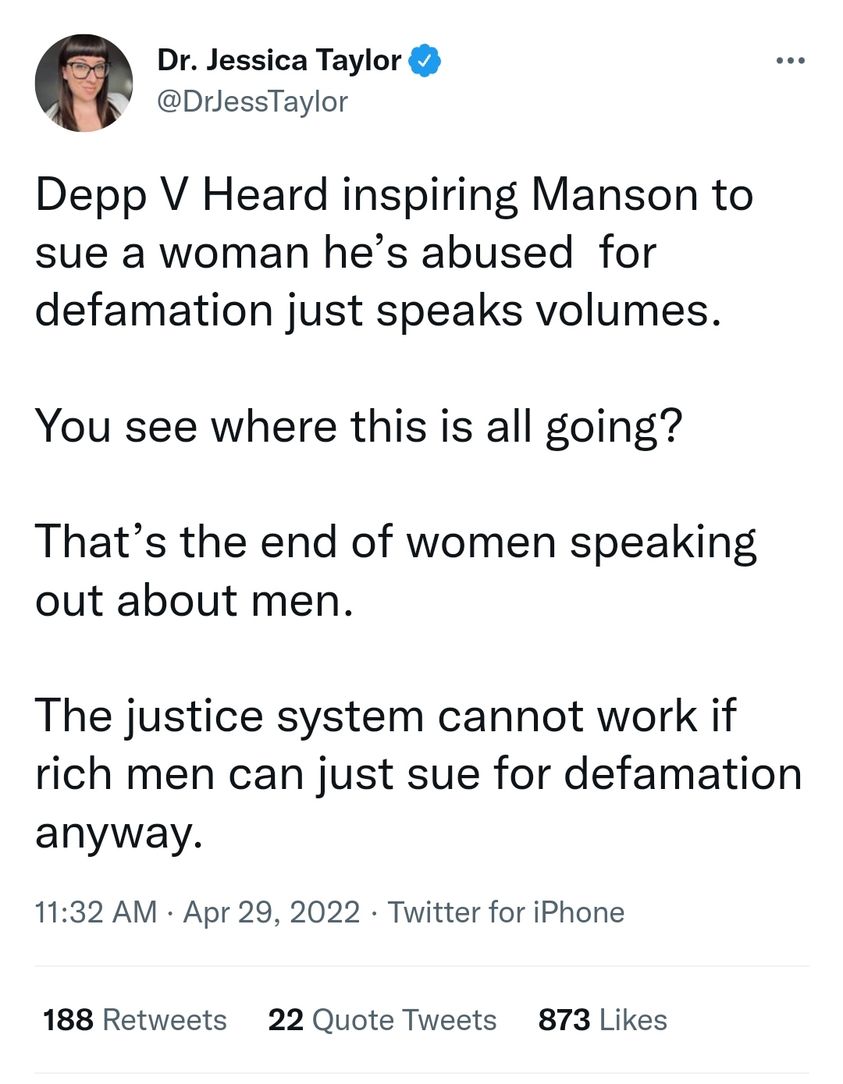 Dr. Jessica Taylor
@DrJessTaylor
Depp V Heard inspiring Manson to
sue a woman he’s abused  for
defamation just speaks volumes.
You see where this is all going?
That’s the end of women speaking
out about men.
The justice system cannot work if
rich men can just sue for defamation
anyway.
11:32 AM · Apr 29, 2022 · Twitter for iPhone
188 Retweets 22 Quote Tweets 873 Likes